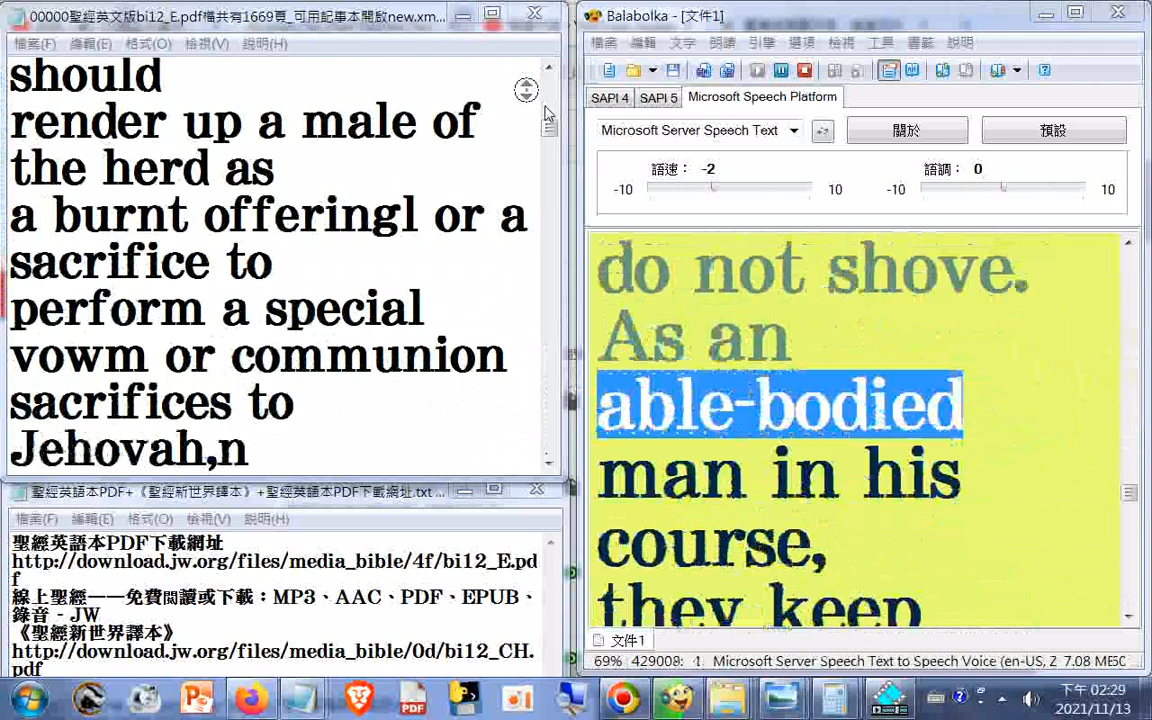 00000聖經英文版bi12_E.pdf檔共有1669頁_可用記事本開啟new.xm...
檔案(F) 編輯(E) 格式(O) 檢視(V) 說明(H)
should
render up a male of
the herd as
a burnt offeringl or a
sacrifice to
perform a special
vowm or communion
sacrifices to
Jehovah,n
聖經英語本PDF+《聖經新世界譯本》+聖經英語本PDF下載網址.txt ...
檔案(F) 編輯(E) 格式(O) 檢視(V) 說明(H)
聖經英語本PDF下載網址
http://download.jw.org/files/media_bible/4f/bi12_E.pd
f
線上聖經——免費閱讀或下載：MP3、AAC、PDF、EPUB、
錄音 - JW
《聖經新世界譯本》
http://download.jw.org/files/media_bible/0d/bi12_CH.
pdf
Balabolka - [文件1]
檔案 編輯 文字 朗讀 引擎 選項 檢視 工具 書籤 說明
SAPI 4 SAPI 5 Microsoft Speech Platform
Microsoft Server Speech Text 關於 預設
語速： -2 語調： 0
-10 10 -10 10
do not shove.
As an
able-bodied
man in his
course,
they keep
文件1
69% 429008: 1. Microsoft Server Speech Text to Speech Voice (en-US, Z 7.08 МБ
下午 02:29
2021/11/13